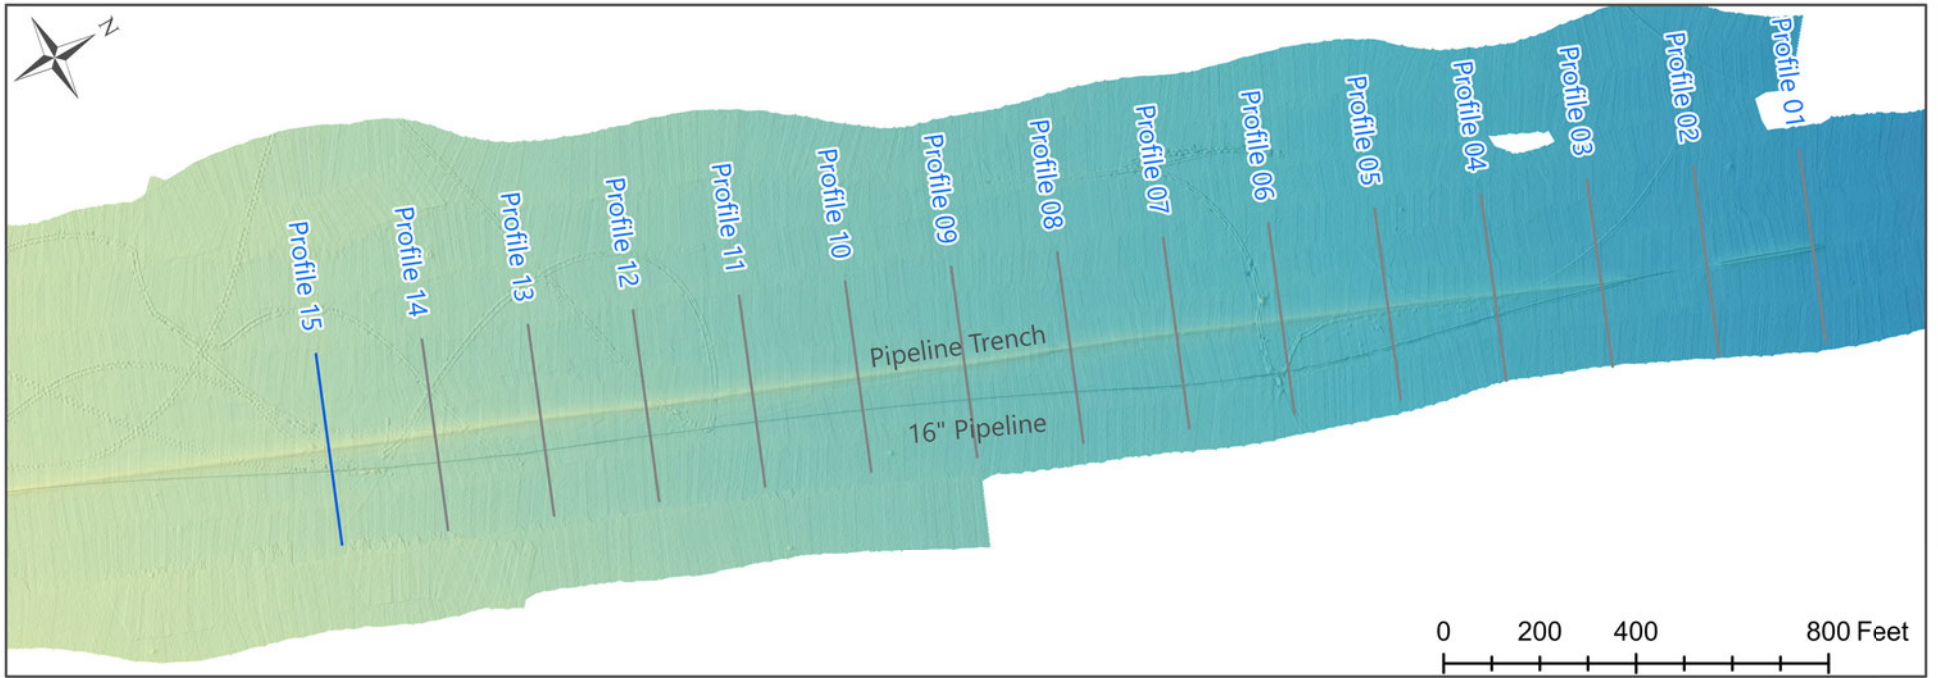 N
Profile 15
Profile 14
Profile 13
Profile 12
Profile 11
Profile 10
Profile 09
Profile 08
Profile 07
Profile 06
Profile 05
Profile 04
Profile 03
Profile 02
Profile 01
Pipeline Trench
16" Pipeline
0 200 400 800 Feet